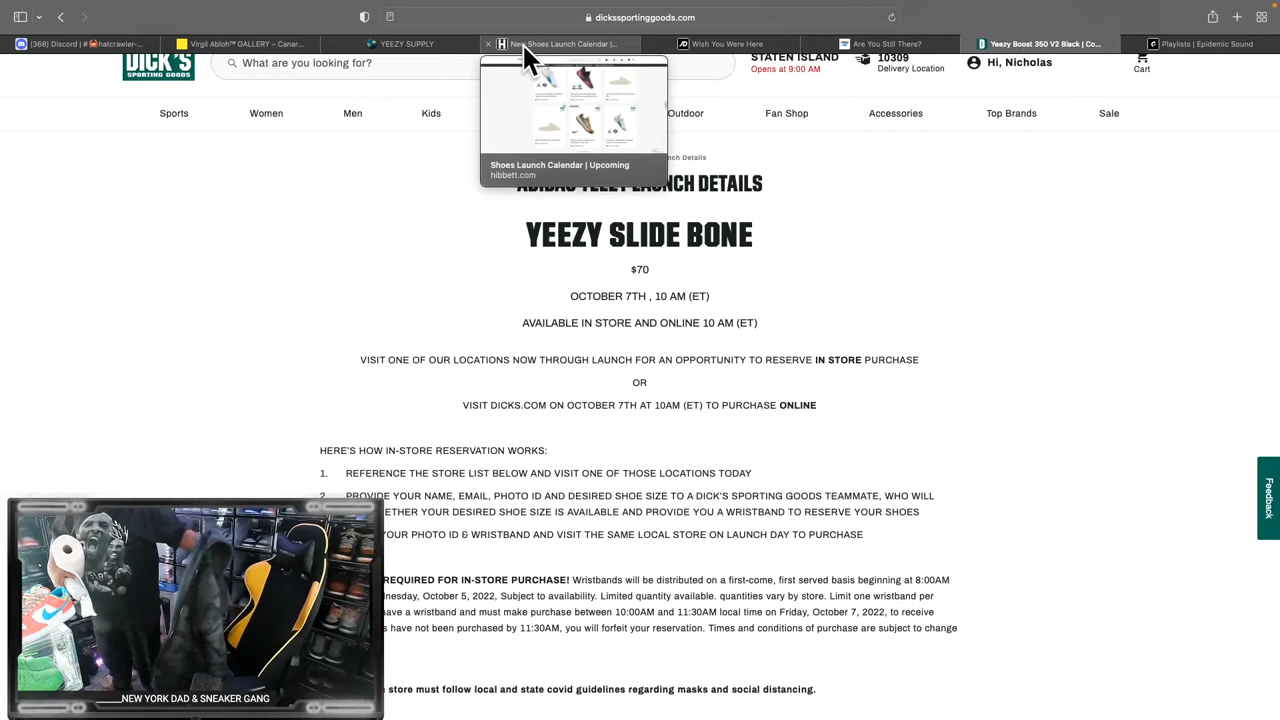 dickssportinggoods.com
(368) Discord | #🦀hatcrawler-...
Virgil Abloh™ GALLERY – Canar...
YEEZY SUPPLY
New Shoes Launch Calendar |...
Wish You Were Here
Are You Still There?
Yeezy Boost 350 V2 Black | Co...
Playlists | Epidemic Sound
DICK'S
SPORTING GOODS
What are you looking for?
STATEN ISLAND
Opens at 9:00 AM
10309
Delivery Location
Hi, Nicholas
Cart
Sports
Women
Men
Kids
Outdoor
Fan Shop
Accessories
Top Brands
Sale
Shoes Launch Calendar | Upcoming
hibbett.com
Details
LAUNCH DETAILS
YEEZY SLIDE BONE
$70
OCTOBER 7TH , 10 AM (ET)
AVAILABLE IN STORE AND ONLINE 10 AM (ET)
VISIT ONE OF OUR LOCATIONS NOW THROUGH LAUNCH FOR AN OPPORTUNITY TO RESERVE IN STORE PURCHASE
OR
VISIT DICKS.COM ON OCTOBER 7TH AT 10AM (ET) TO PURCHASE ONLINE
HERE'S HOW IN-STORE RESERVATION WORKS:
1. REFERENCE THE STORE LIST BELOW AND VISIT ONE OF THOSE LOCATIONS TODAY
2. PROVIDE YOUR NAME, EMAIL, PHOTO ID AND DESIRED SHOE SIZE TO A DICK'S SPORTING GOODS TEAMMATE, WHO WILL
ETHER YOUR DESIRED SHOE SIZE IS AVAILABLE AND PROVIDE YOU A WRISTBAND TO RESERVE YOUR SHOES
YOUR PHOTO ID & WRISTBAND AND VISIT THE SAME LOCAL STORE ON LAUNCH DAY TO PURCHASE
REQUIRED FOR IN-STORE PURCHASE! Wristbands will be distributed on a first-come, first served basis beginning at 8:00AM
nesday, October 5, 2022, Subject to availability. Limited quantity available. quantities vary by store. Limit one wristband per
have a wristband and must make purchase between 10:00AM and 11:30AM local time on Friday, October 7, 2022, to receive
s have not been purchased by 11:30AM, you will forfeit your reservation. Times and conditions of purchase are subject to change
store must follow local and state covid guidelines regarding masks and social distancing.
Feedback
NEW YORK DAD & SNEAKER GANG